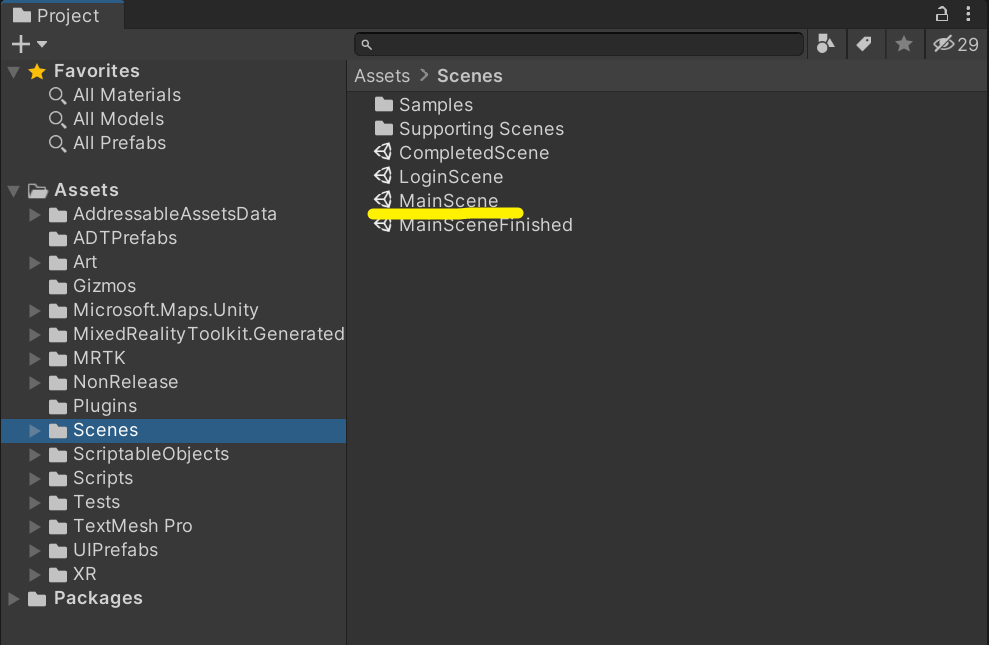 Project
29
Favorites
All Materials
All Models
All Prefabs
Assets
AddressableAssetsData
ADTPrefabs
Art
Gizmos
Microsoft.Maps.Unity
MixedRealityToolkit.Generated
MRTK
NonRelease
Plugins
Scenes
ScriptableObjects
Scripts
Tests
TextMesh Pro
UIPrefabs
XR
Packages
Assets > Scenes
Samples
Supporting Scenes
CompletedScene
LoginScene
MainScene
MainSceneFinished